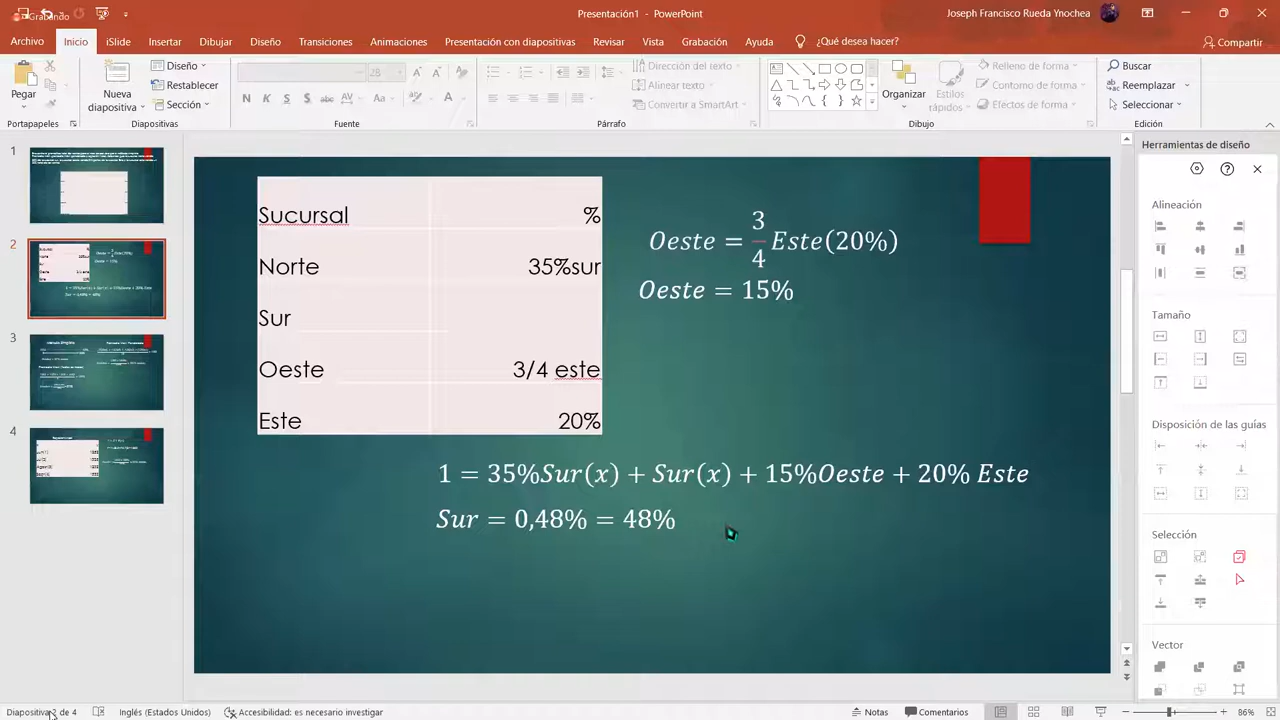 Grabando
Presentación1 - PowerPoint
Joseph Francisco Rueda Ynochea
Archivo Inicio iSlide Insertar Dibujar Diseño Transiciones Animaciones Presentación con diapositivas Revisar Vista Grabación Ayuda ¿Qué desea hacer? Compartir
Pegar
Nueva diapositiva
Diseño
Restablecer
Sección
Dirección del texto
Alinear texto
Convertir a SmartArt
Organizar
Estilos rápidos
Relleno de forma
Contorno de forma
Efectos de forma
Buscar
Reemplazar
Seleccionar
Portapapeles Diapositivas Fuente Párrafo Dibujo Edición
1
2
3
4
Sucursal %
Norte 35%sur
Sur
Oeste 3/4 este
Este 20%
Oeste = 3/4 Este(20%)
Oeste = 15%
1 = 35%Sur(x) + Sur(x) + 15%Oeste + 20% Este
Sur = 0,48% = 48%
Herramientas de diseño
Alineación
Tamaño
Disposición de las guías
Selección
Vector
Inglés (Estados Unidos) Accesibilidad: es necesario investigar Notas Comentarios 86%